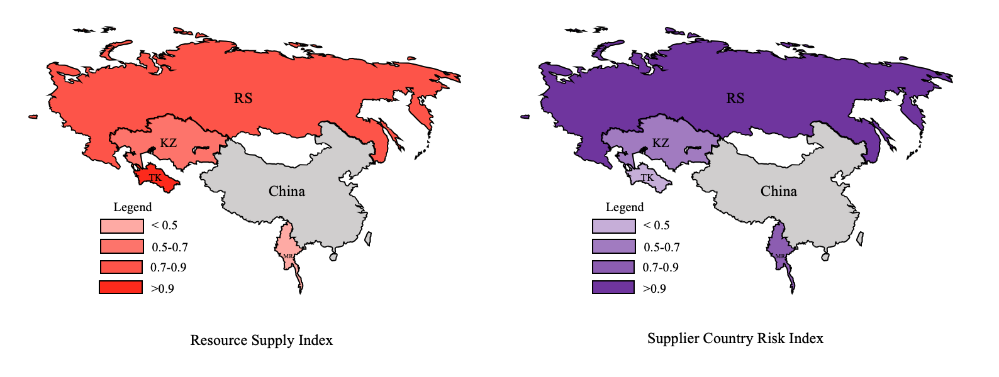 RS
KZ
TK
China
MR
Legend
< 0.5
0.5-0.7
0.7-0.9
>0.9
Resource Supply Index
RS
KZ
TK
China
MR
Legend
< 0.5
0.5-0.7
0.7-0.9
>0.9
Supplier Country Risk Index